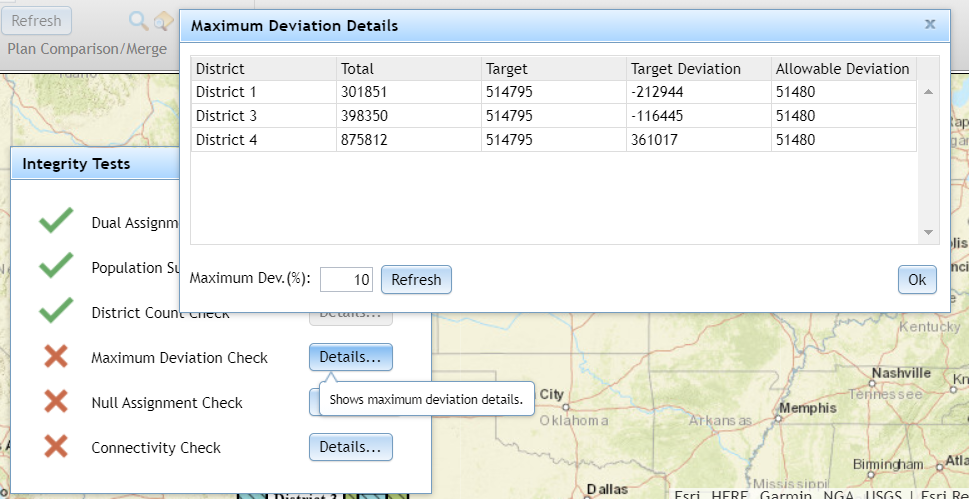 Refresh
Plan Comparison/Merge
Idaho
Maximum Deviation Details
x
District Total Target Target Deviation Allowable Deviation
District 1 301851 514795 -212944 51480
District 3 398350 514795 -116445 51480
District 4 875812 514795 361017 51480
Maximum Dev.(%): 10 Refresh Ok
Integrity Tests
Dual Assignm
Population Su
District Count Check Details...
Maximum Deviation Check Details...
Shows maximum deviation details.
Null Assignment Check
Connectivity Check Details...
Kentucky
Nashville
Tennessee
City
Oklahoma
Arkansas
Memphis
Birmingham
Atla
Mississippi
Dallas
District 3
Esri, HERE, Garmin, NGA, USGS | Esri Re